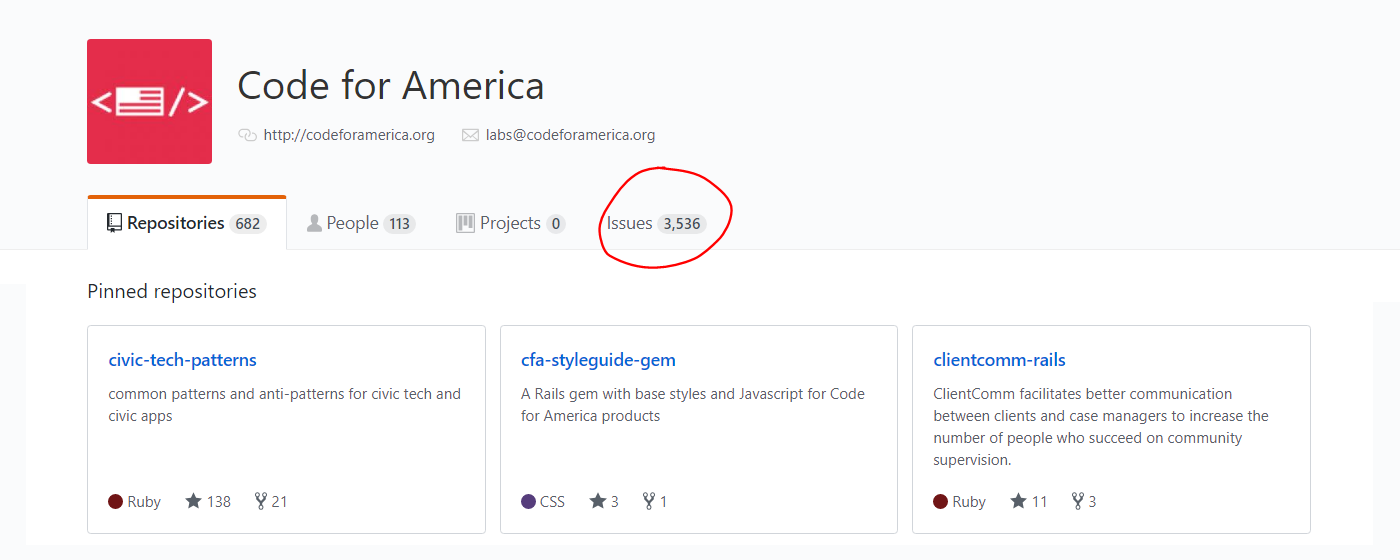 Code for America
http://codeforamerica.org labs@codeforamerica.org
Repositories 682 People 113 Projects 0 Issues 3,536
Pinned repositories
civic-tech-patterns
common patterns and anti-patterns for civic tech and
civic apps
Ruby 138 21
cfa-styleguide-gem
A Rails gem with base styles and Javascript for Code
for America products
CSS 3 1
clientcomm-rails
ClientComm facilitates better communication
between clients and case managers to increase the
number of people who succeed on community
supervision.
Ruby 11 3